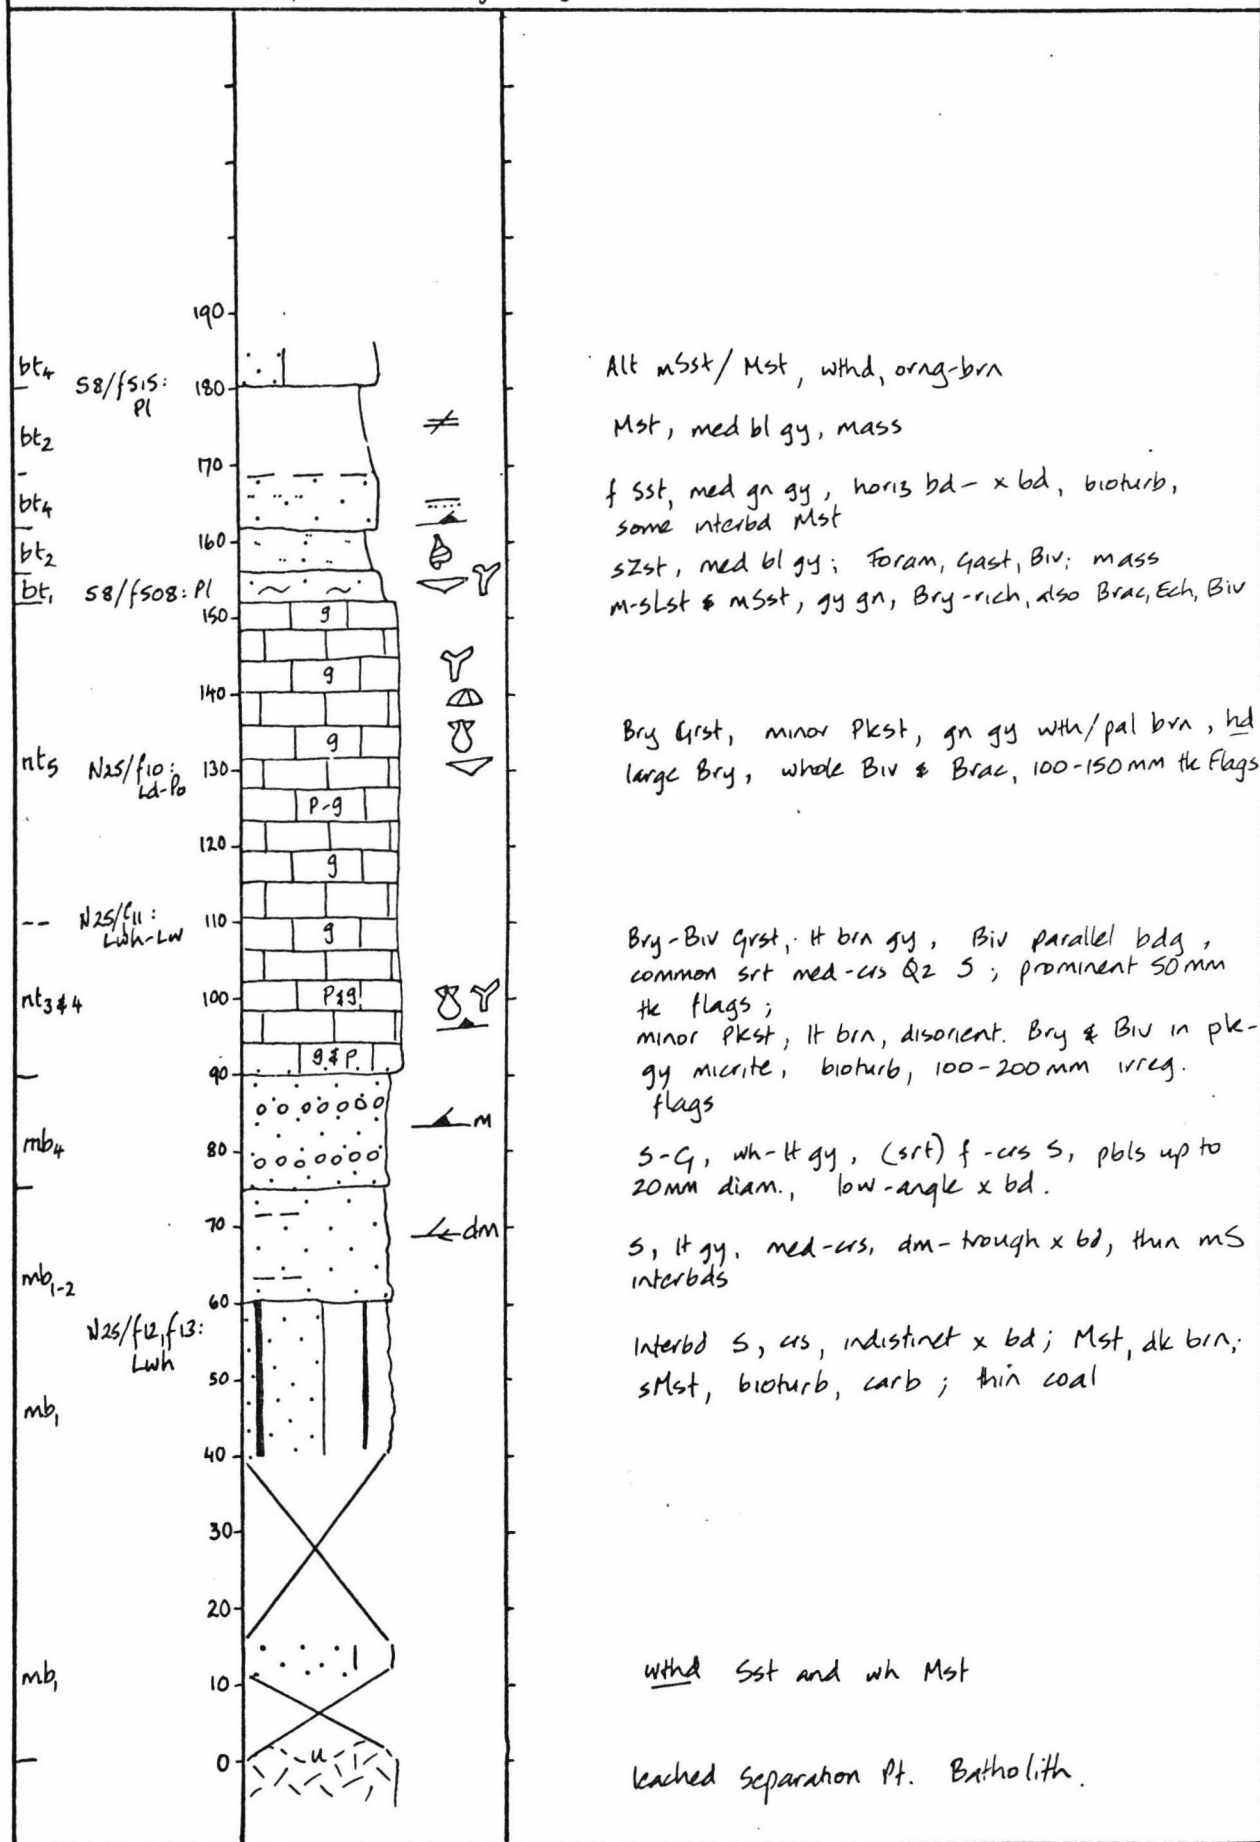 190
bt4
S8/f515:
Pl
180
Alt mSst/ Mst, wthd, orng-brn
bt2
Mst, med bl gy, mass
170
bt4
f Sst, med gn gy, horiz bd- x bd, bioturb,
some interbd Mst
160
bt2
sZst, med bl gy; Foram, Gast, Biv; mass
bt1
S8/f508: Pl
m-sLst & mSst, gy gn, Bry-rich, also Brac, Ech, Biv
150
g
g
140
g
Bry Grst, minor Pkst, gn gy wth/pal brn, hd
nt5
N25/f10:
Ld-Po
130
large Bry, whole Biv & Brac, 100-150mm tk Flags
P-g
120
g
--
N25/f11:
Lwh-Lw
110
g
Bry-Biv Grst, lt brn gy, Biv parallel bdg,
common srt med-crs Qz S; prominent 50mm
tk flags;
nt3&4
100
P&g
minor Pkst, lt brn, disorient. Bry & Biv in pk-
gy micrite, bioturb, 100-200mm irreg.
flags
g&P
90
m
mb4
80
S-G, wh-lt gy, (srt) f-crs S, pbls up to
20mm diam., low-angle x bd.
70
dm
S, lt gy, med-crs, dm-trough x bd, thin mS
interbds
mb1-2
60
N25/f12, f13:
Lwh
Interbd S, crs, indistinct x bd; Mst, dk brn,
sMst, bioturb, carb; thin coal
50
mb1
40
30
20
mb1
10
wthd Sst and wh Mst
0
u
leached Separation Pt. Batholith.